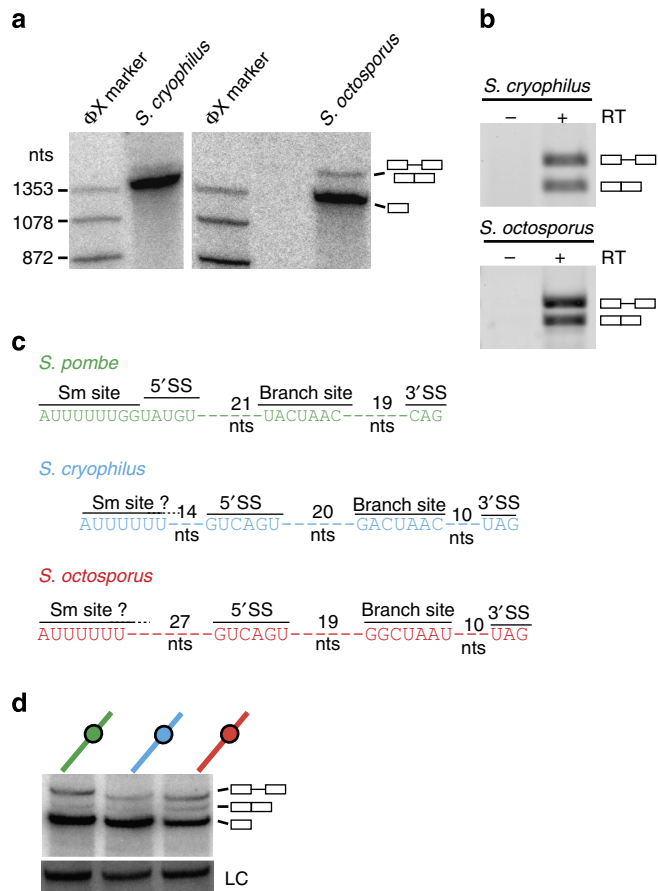 a
ΦX marker
S. cryophilus
ΦX marker
S. octosporus
nts
1353
1078
872
b
S. cryophilus
– + RT
S. octosporus
– + RT
c
S. pombe
Sm site 5′SS 21 Branch site 19 3′SS
AUUUUUUGGUAUGU------UACUAAC------CAG
nts nts
S. cryophilus
Sm site ? 14 5′SS 20 Branch site 10 3′SS
AUUUUUU----GUCAGU-------GACUAAC---UAG
nts nts nts
S. octosporus
Sm site ? 27 5′SS 19 Branch site 10 3′SS
AUUUUUU--------GUCAGU-------GGCUAAU---UAG
nts nts nts
d
LC